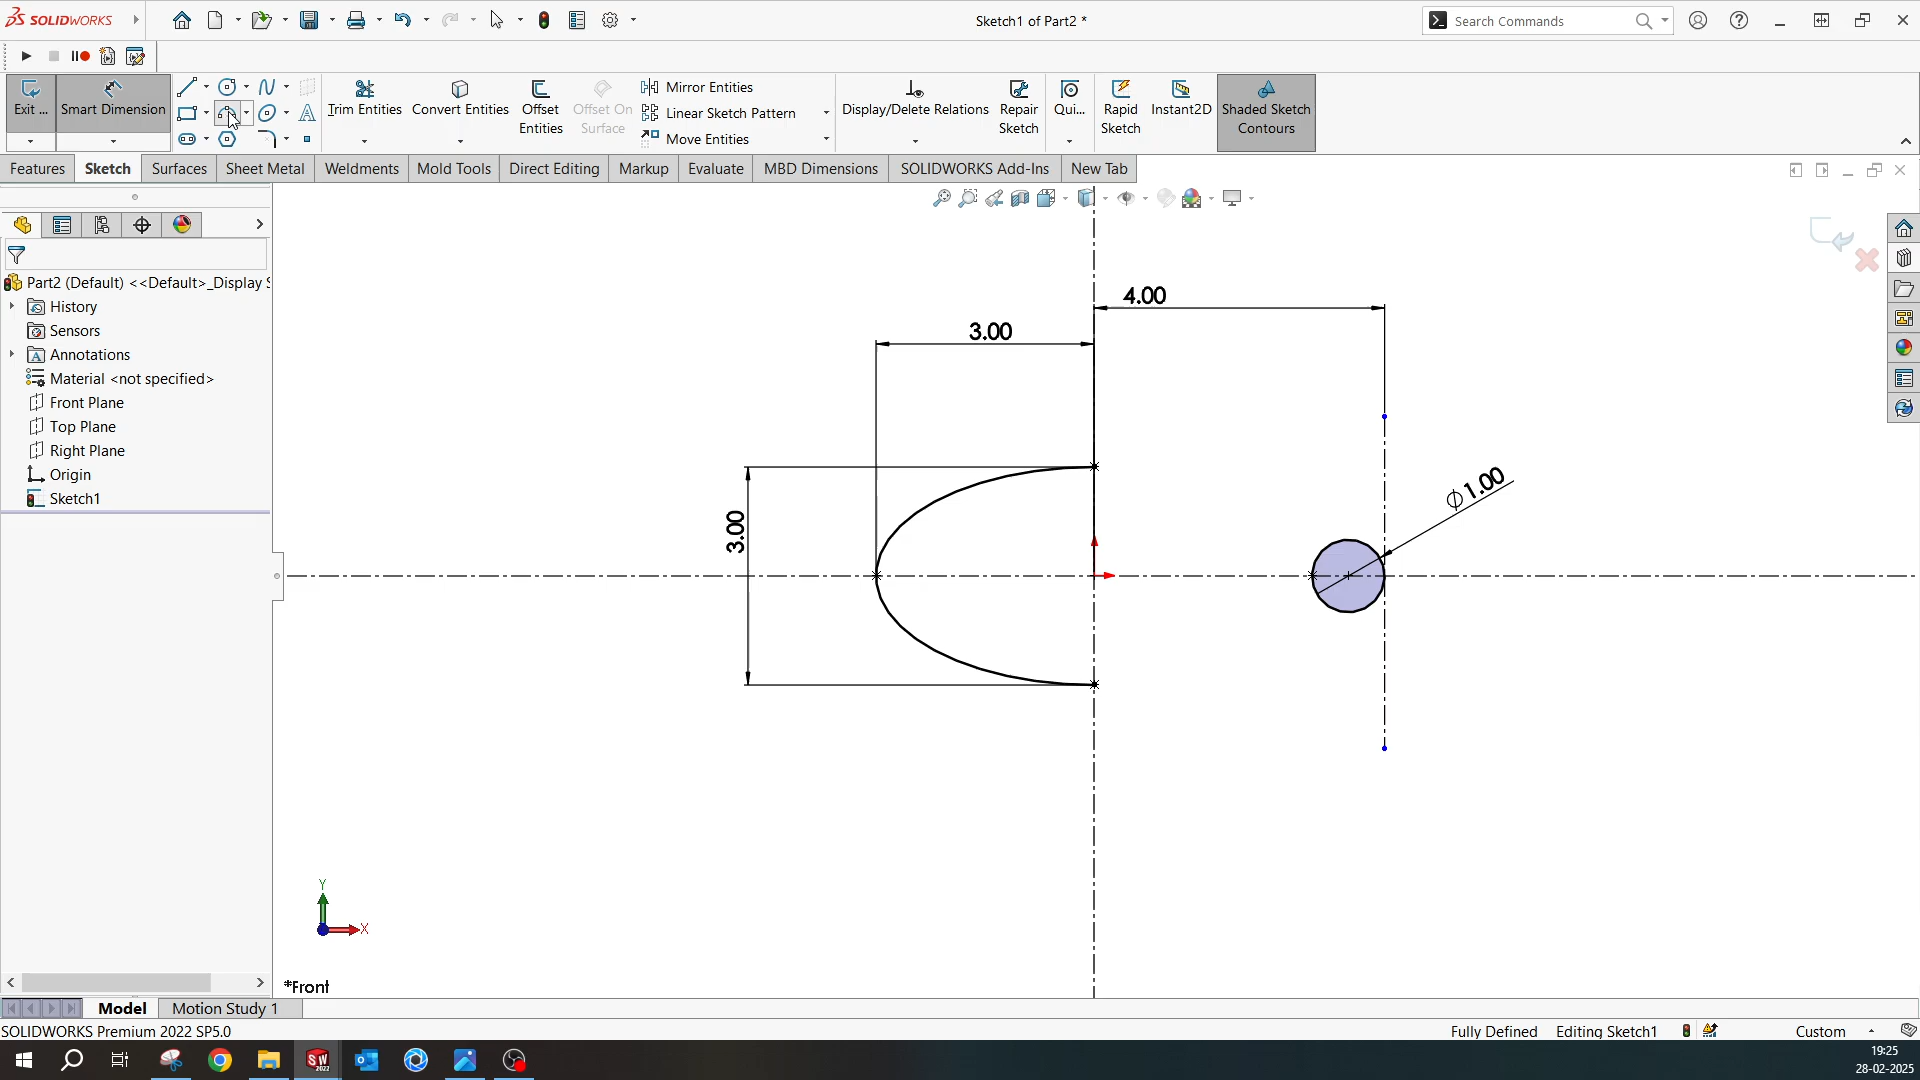 SOLIDWORKS
Sketch1 of Part2 *
Search Commands
Exit ...
Smart Dimension
Trim Entities
Convert Entities
Offset
Entities
Offset On
Surface
Mirror Entities
Linear Sketch Pattern
Move Entities
Display/Delete Relations
Repair
Sketch
Qui...
Rapid
Sketch
Instant2D
Shaded Sketch
Contours
Features
Sketch
Surfaces
Sheet Metal
Weldments
Mold Tools
Direct Editing
Markup
Evaluate
MBD Dimensions
SOLIDWORKS Add-Ins
New Tab
Part2 (Default) <<Default>_Display S
History
Sensors
Annotations
Material <not specified>
Front Plane
Top Plane
Right Plane
Origin
Sketch1
4.00
3.00
3.00
⌀1.00
Y
X
*Front
Model
Motion Study 1
SOLIDWORKS Premium 2022 SP5.0
Fully Defined
Editing Sketch1
Custom
19:25
28-02-2025